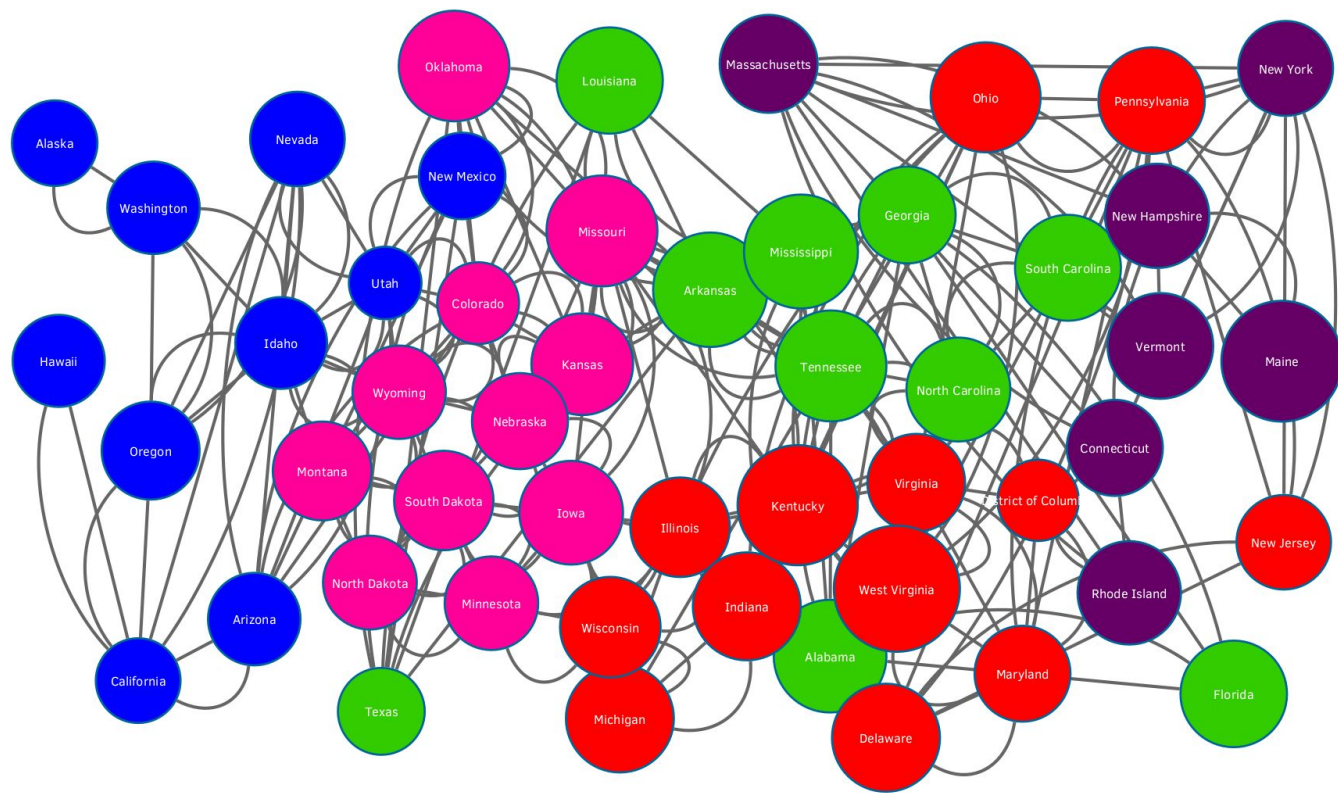 Oklahoma
Louisiana
Massachusetts
New York
Ohio
Pennsylvania
Alaska
Nevada
New Mexico
Washington
Missouri
Georgia
New Hampshire
Mississippi
South Carolina
Arkansas
Utah
Colorado
Idaho
Hawaii
Vermont
Maine
Kansas
Tennessee
Wyoming
North Carolina
Nebraska
Oregon
Connecticut
Montana
Virginia
South Dakota
District of Colum
Kentucky
Iowa
Illinois
New Jersey
North Dakota
West Virginia
Rhode Island
Minnesota
Indiana
Arizona
Wisconsin
Alabama
Maryland
California
Florida
Texas
Michigan
Delaware